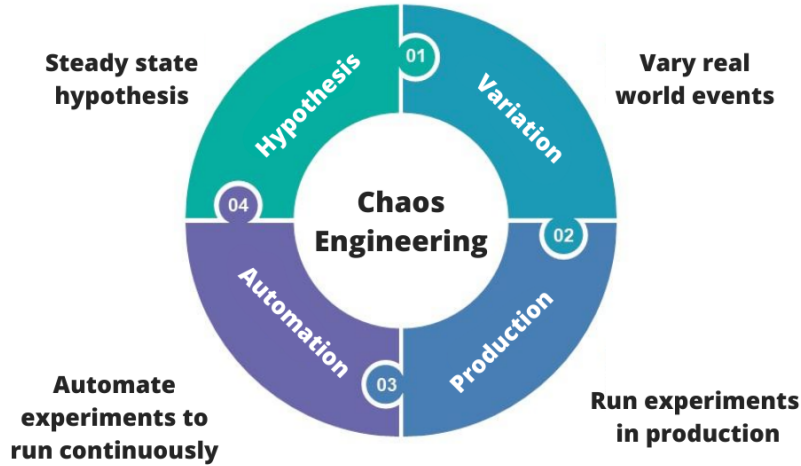 Steady state
hypothesis
Hypothesis
01
Variation
Vary real
world events
04
Chaos
Engineering
02
Automation
Production
03
Automate
experiments to
run continuously
Run experiments
in production